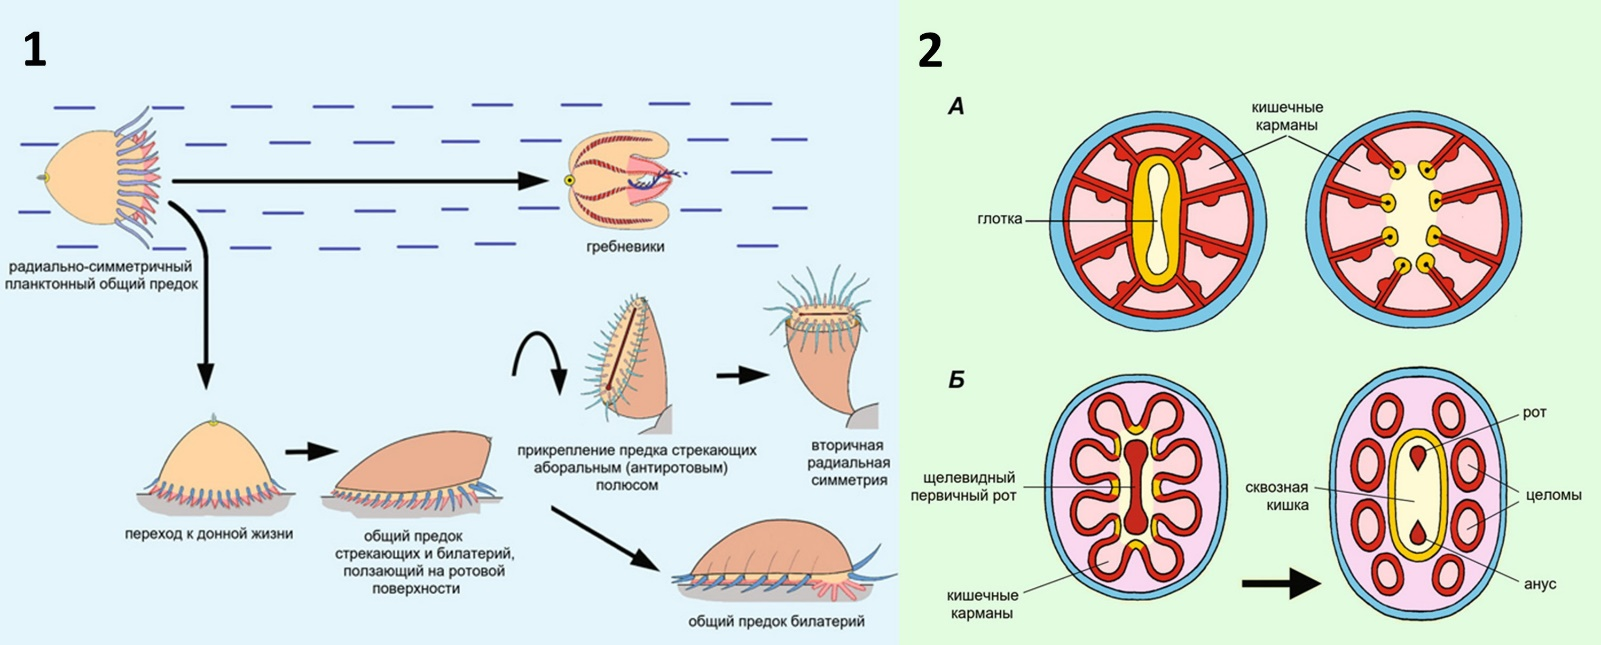 1
радиально-симметричный
планктонный общий предок
гребневики
переход к донной жизни
общий предок
стрекающих и билатерий,
ползающий на ротовой
поверхности
прикрепление предка стрекающих
аборальным (антиротовым)
полюсом
вторичная
радиальная
симметрия
общий предок билатерий
2
А
кишечные
карманы
глотка
Б
щелевидный
первичный рот
кишечные
карманы
рот
сквозная
кишка
целомы
анус